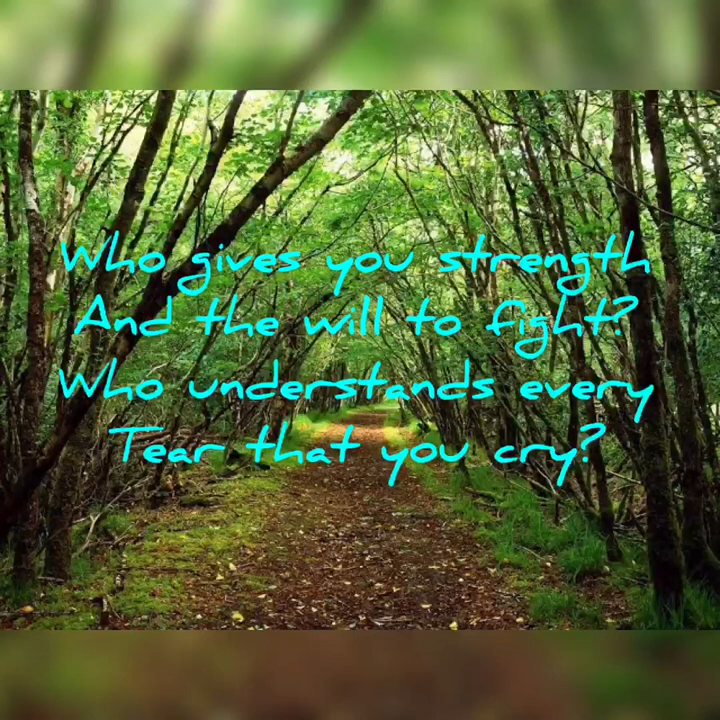 Who gives you strength
And the will to fight?
Who understands every
Tear that you cry?